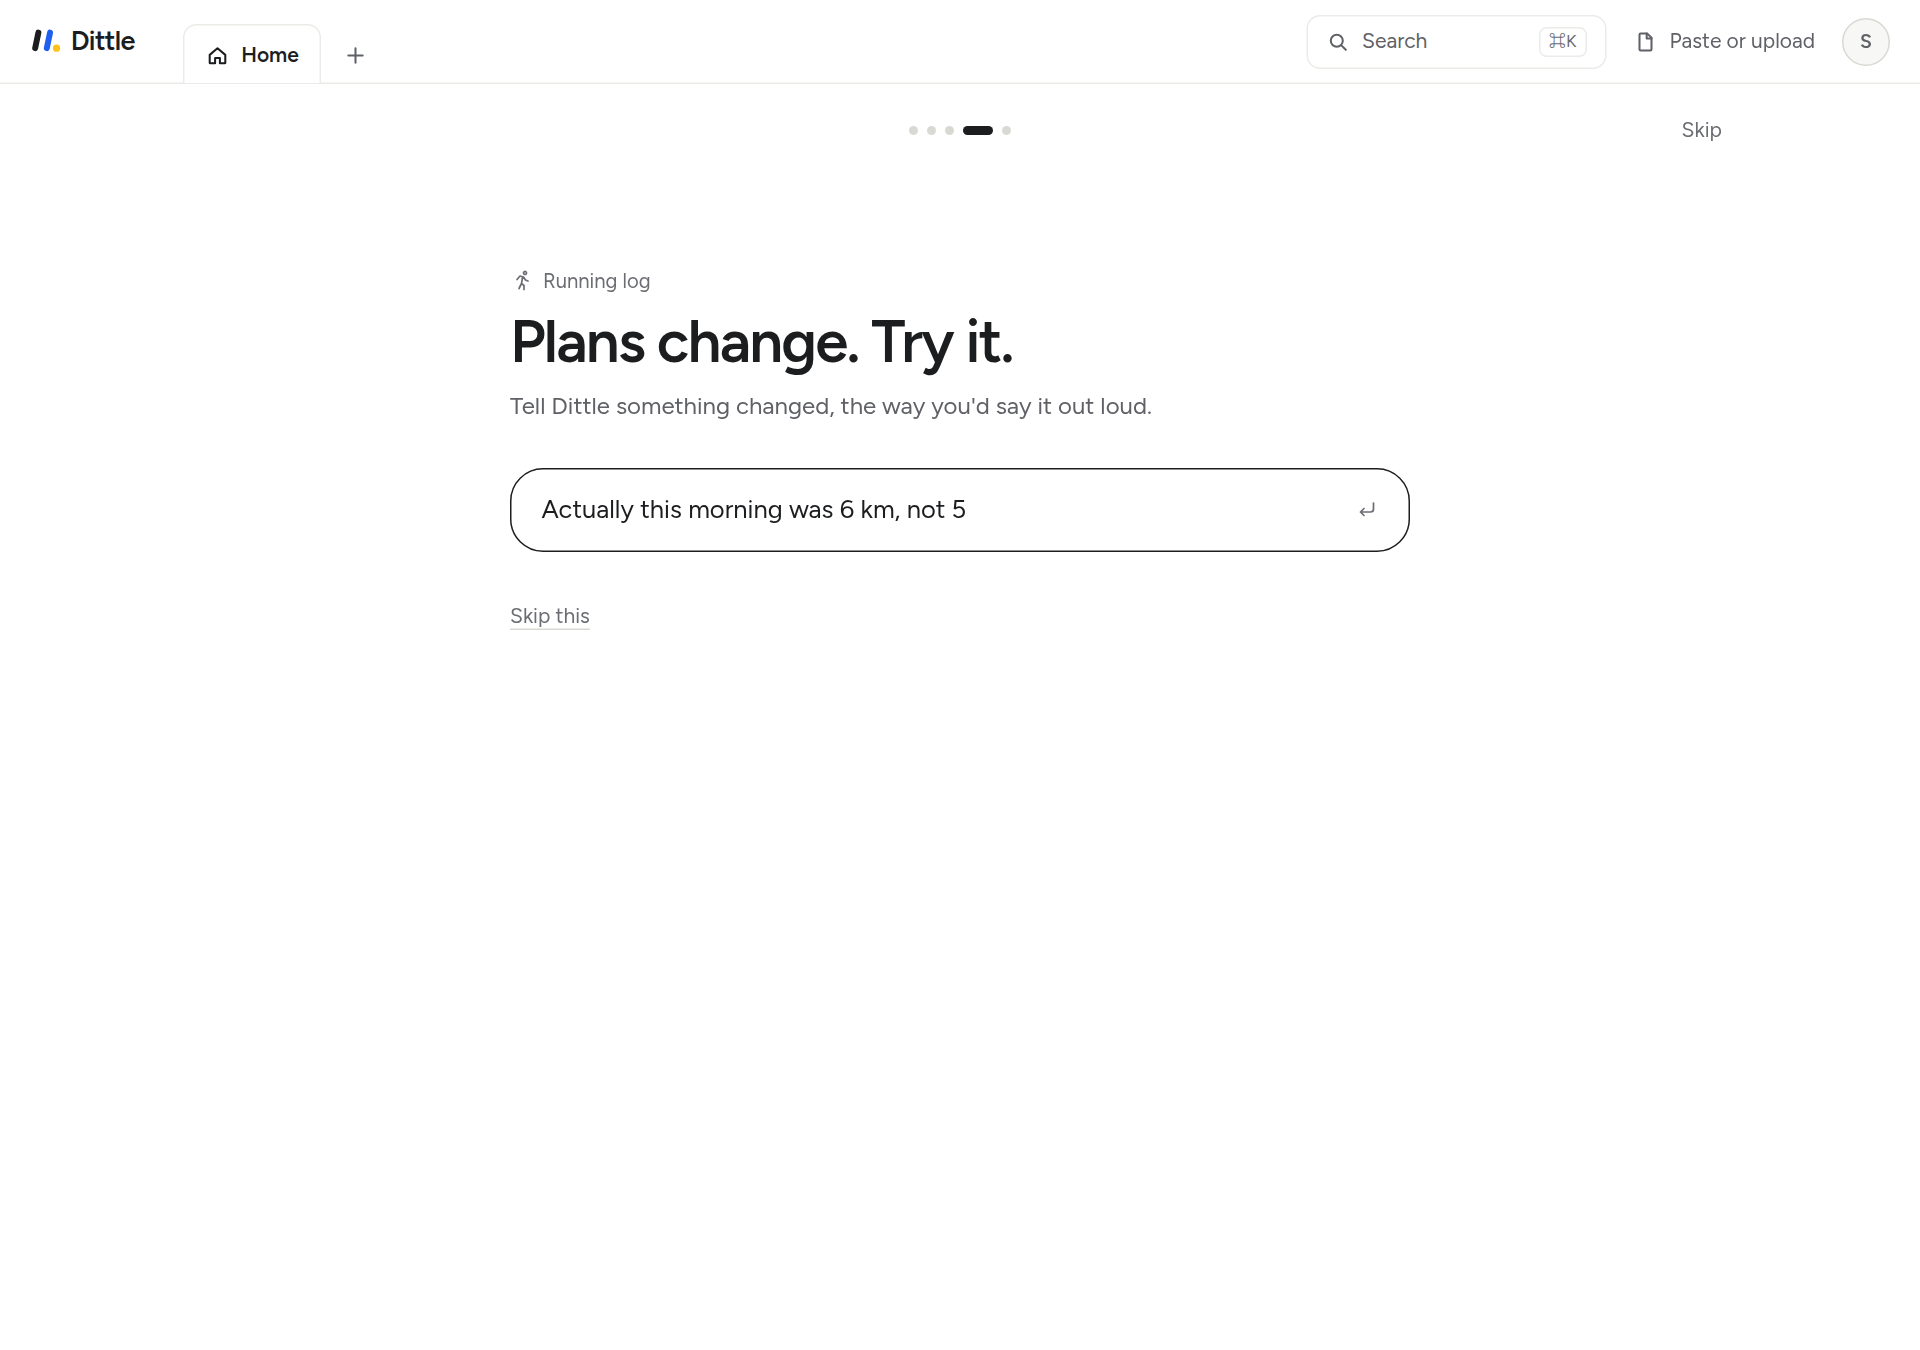 Dittle
Home
Search
⌘K
Paste or upload
S
Skip
Running log
Plans change. Try it.
Tell Dittle something changed, the way you'd say it out loud.
Actually this morning was 6 km, not 5
Skip this